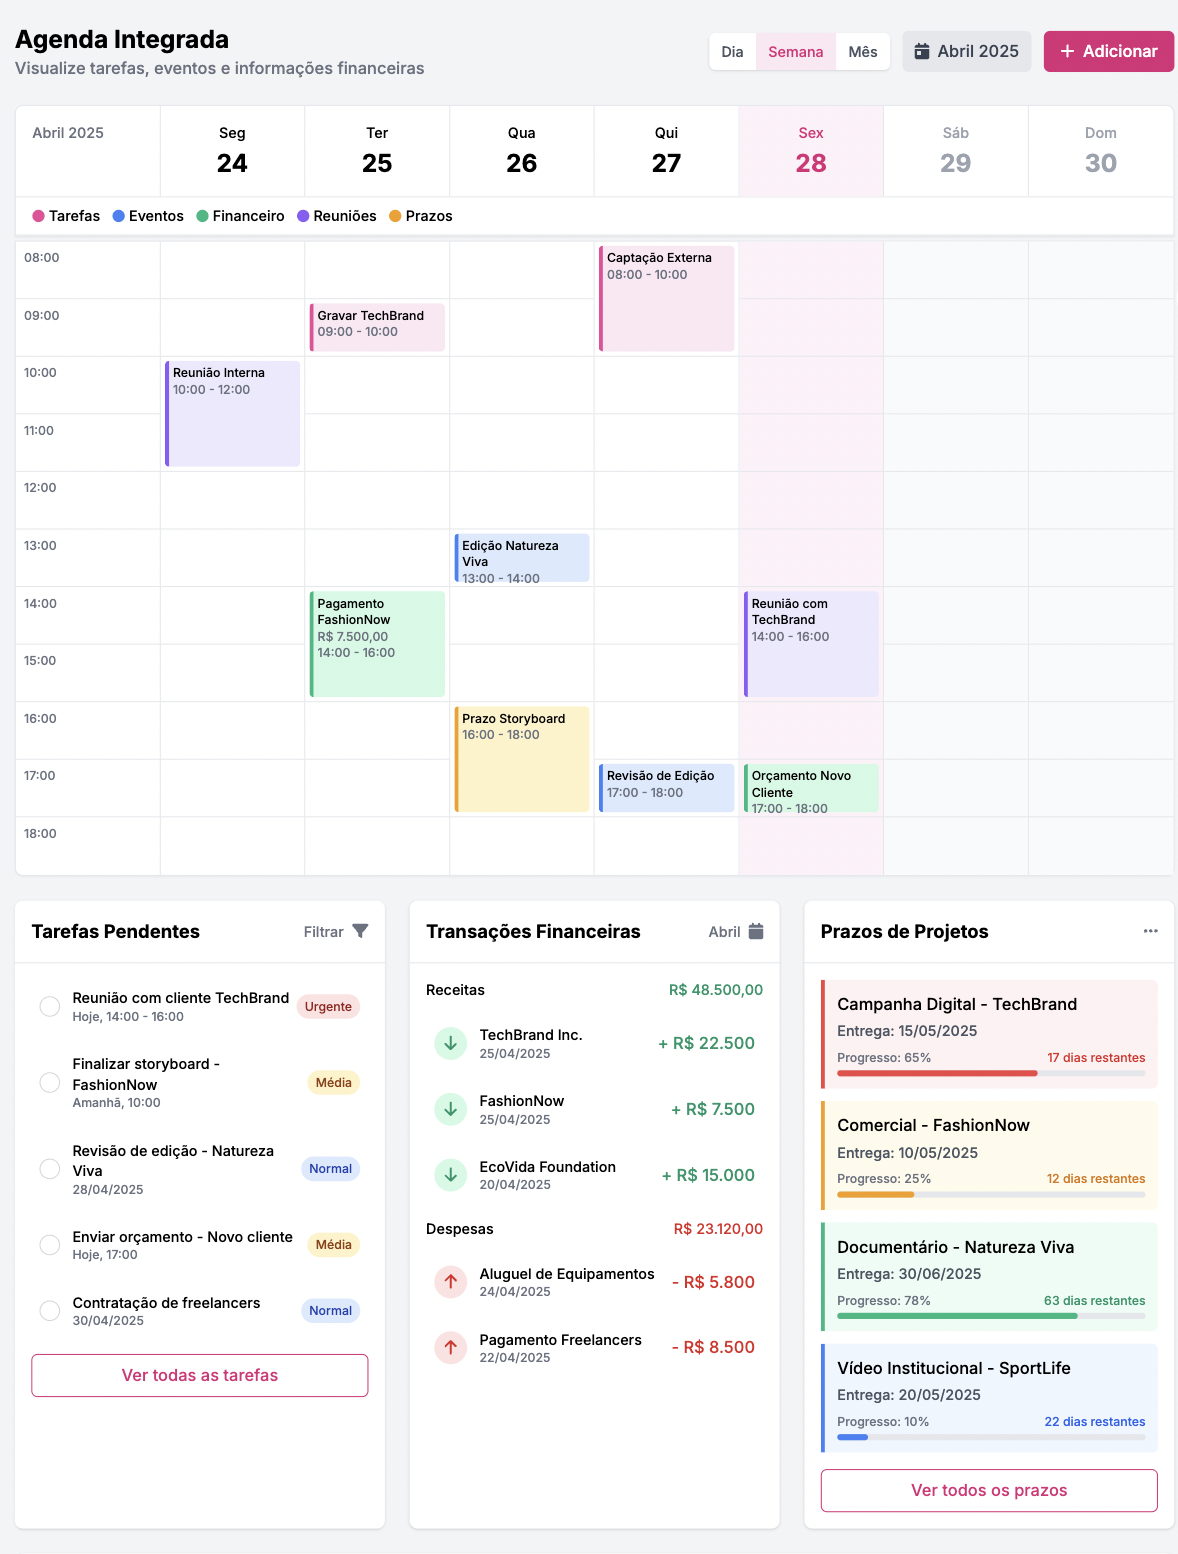 Agenda Integrada
Visualize tarefas, eventos e informações financeiras
Dia
Semana
Mês
Abril 2025
+ Adicionar
Abril 2025
Seg
24
Ter
25
Qua
26
Qui
27
Sex
28
Sáb
29
Dom
30
Tarefas
Eventos
Financeiro
Reuniões
Prazos
08:00
Captação Externa
08:00 - 10:00
09:00
Gravar TechBrand
09:00 - 10:00
10:00
Reunião Interna
10:00 - 12:00
11:00
12:00
13:00
Edição Natureza
Viva
13:00 - 14:00
14:00
Pagamento
FashionNow
R$ 7.500,00
14:00 - 16:00
Reunião com
TechBrand
14:00 - 16:00
15:00
16:00
Prazo Storyboard
16:00 - 18:00
17:00
Revisão de Edição
17:00 - 18:00
Orçamento Novo
Cliente
17:00 - 18:00
18:00
Tarefas Pendentes
Filtrar
Reunião com cliente TechBrand
Hoje, 14:00 - 16:00
Urgente
Finalizar storyboard -
FashionNow
Amanhã, 10:00
Média
Revisão de edição - Natureza
Viva
28/04/2025
Normal
Enviar orçamento - Novo cliente
Hoje, 17:00
Média
Contratação de freelancers
30/04/2025
Normal
Ver todas as tarefas
Transações Financeiras
Abril
Receitas
R$ 48.500,00
TechBrand Inc.
25/04/2025
+ R$ 22.500
FashionNow
25/04/2025
+ R$ 7.500
EcoVida Foundation
20/04/2025
+ R$ 15.000
Despesas
R$ 23.120,00
Aluguel de Equipamentos
24/04/2025
- R$ 5.800
Pagamento Freelancers
22/04/2025
- R$ 8.500
Prazos de Projetos
Campanha Digital - TechBrand
Entrega: 15/05/2025
Progresso: 65%
17 dias restantes
Comercial - FashionNow
Entrega: 10/05/2025
Progresso: 25%
12 dias restantes
Documentário - Natureza Viva
Entrega: 30/06/2025
Progresso: 78%
63 dias restantes
Vídeo Institucional - SportLife
Entrega: 20/05/2025
Progresso: 10%
22 dias restantes
Ver todos os prazos